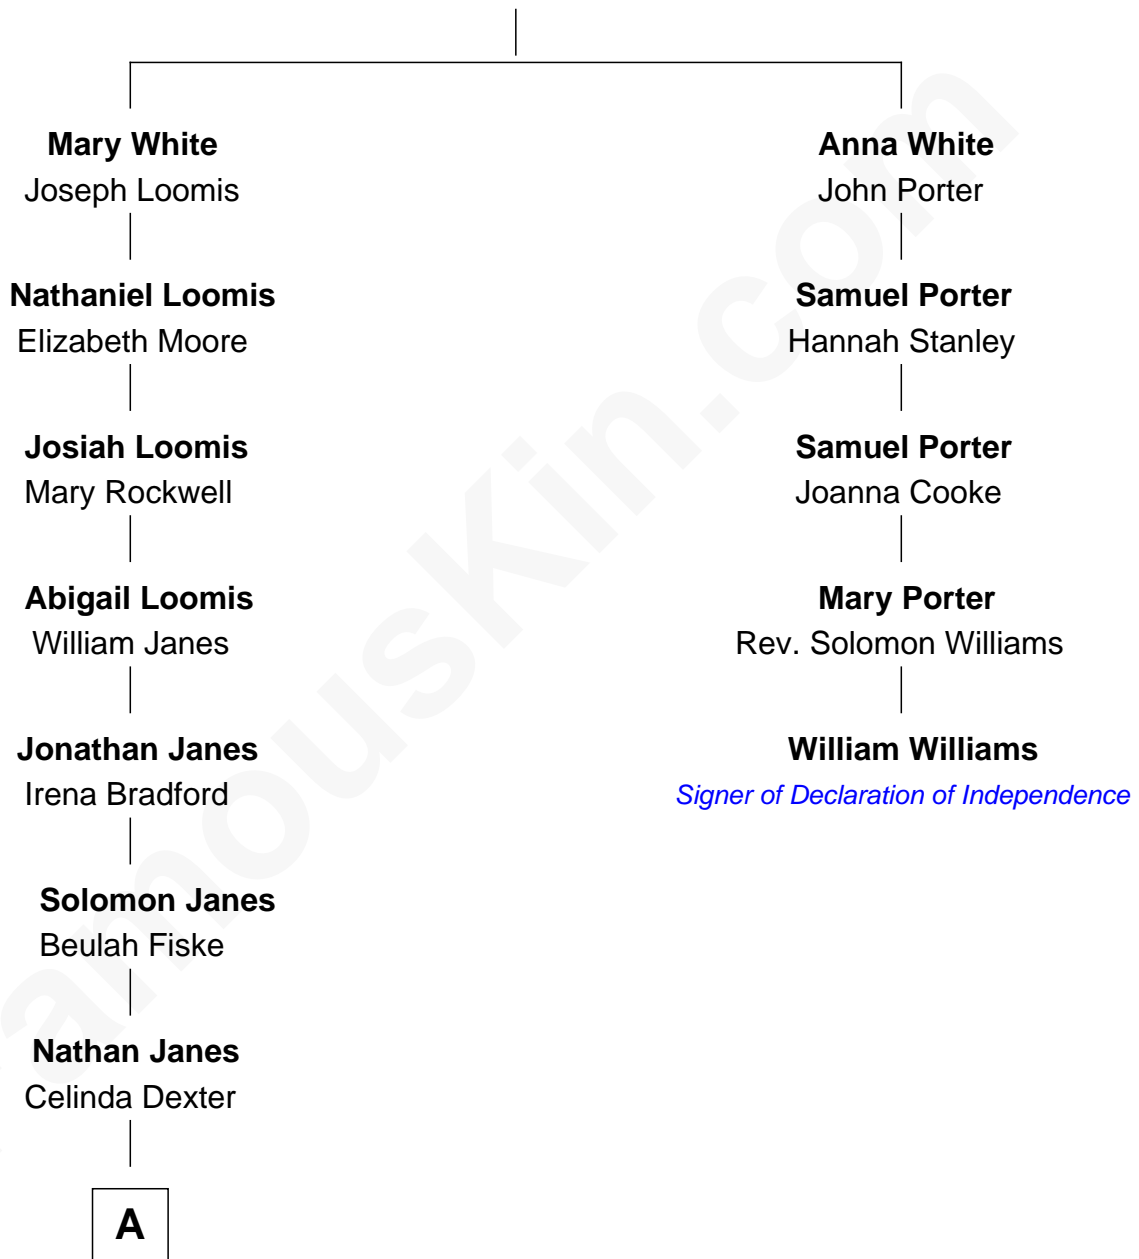 Mary White
Joseph Loomis
Nathaniel Loomis
Elizabeth Moore
Josiah Loomis
Mary Rockwell
Abigail Loomis
William Janes
Jonathan Janes
Irena Bradford
Solomon Janes
Beulah Fiske
Nathan Janes
Celinda Dexter
A
Anna White
John Porter
Samuel Porter
Hannah Stanley
Samuel Porter
Joanna Cooke
Mary Porter
Rev. Solomon Williams
William Williams
Signer of Declaration of Independence
amousKin.com